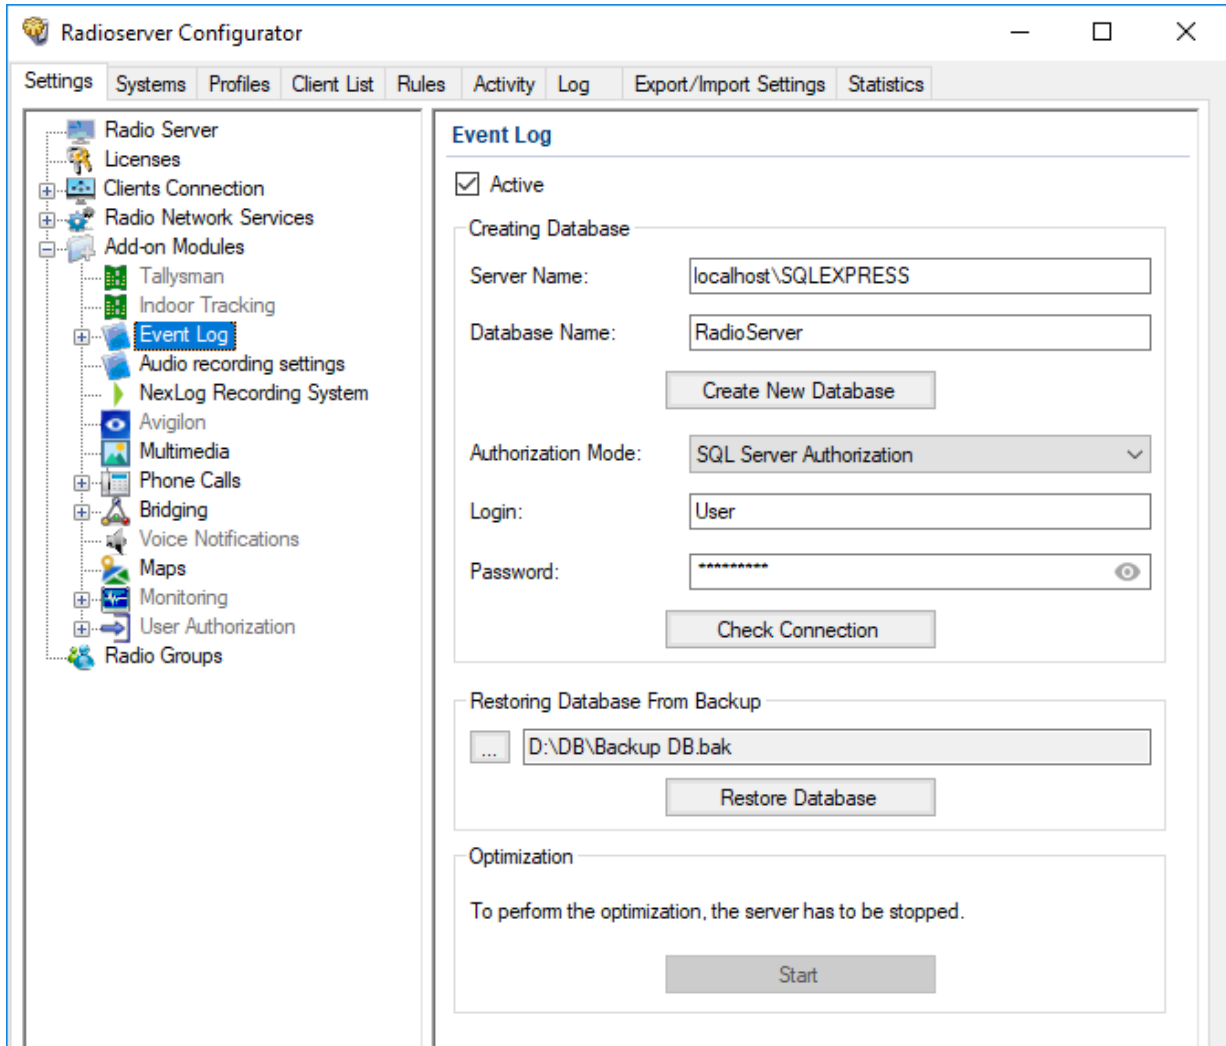 Radioserver Configurator
Settings Systems Profiles Client List Rules Activity Log Export/Import Settings Statistics
Radio Server
Licenses
Clients Connection
Radio Network Services
Add-on Modules
Tallysman
Indoor Tracking
Event Log
Audio recording settings
NexLog Recording System
Avigilon
Multimedia
Phone Calls
Bridging
Voice Notifications
Maps
Monitoring
User Authorization
Radio Groups
Event Log
Active
Creating Database
Server Name: localhost\SQLEXPRESS
Database Name: RadioServer
Create New Database
Authorization Mode: SQL Server Authorization
Login: User
Password: *********
Check Connection
Restoring Database From Backup
... D:\DB\Backup DB.bak
Restore Database
Optimization
To perform the optimization, the server has to be stopped.
Start